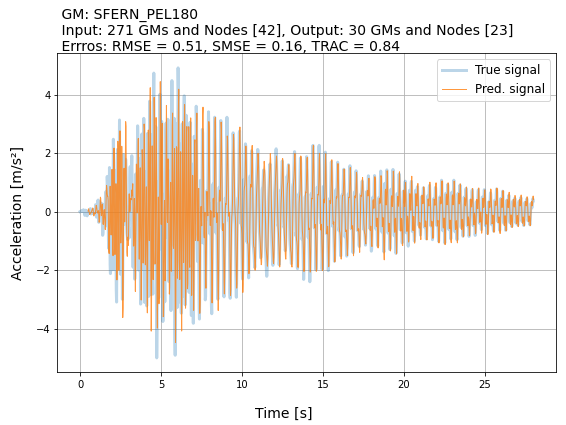 GM: SFERN_PEL180
Input: 271 GMs and Nodes [42], Output: 30 GMs and Nodes [23]
Errros: RMSE = 0.51, SMSE = 0.16, TRAC = 0.84
True signal
Pred. signal
Acceleration [m/s²]
4
2
0
−2
−4
0 5 10 15 20 25
Time [s]